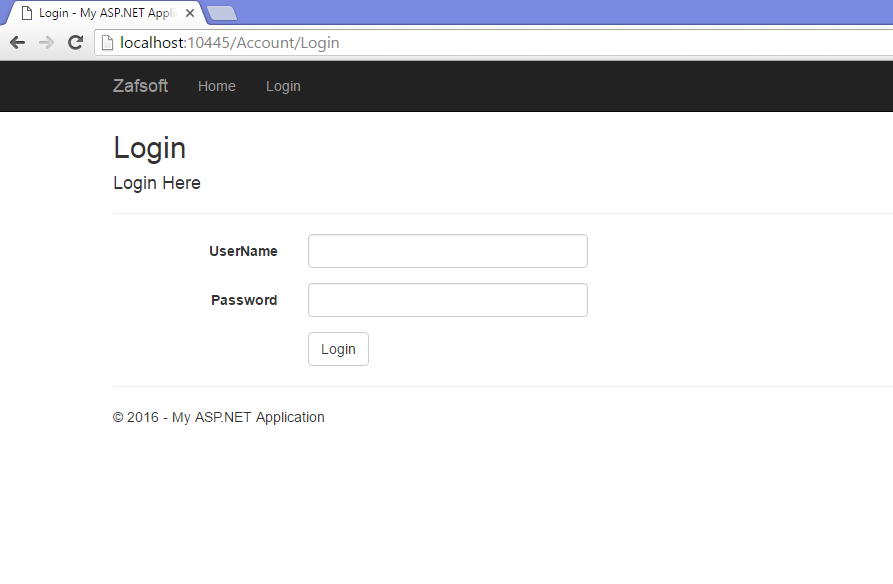 Login - My ASP.NET Appli
localhost:10445/Account/Login
Zafsoft Home Login
Login
Login Here
UserName
Password
Login
© 2016 - My ASP.NET Application